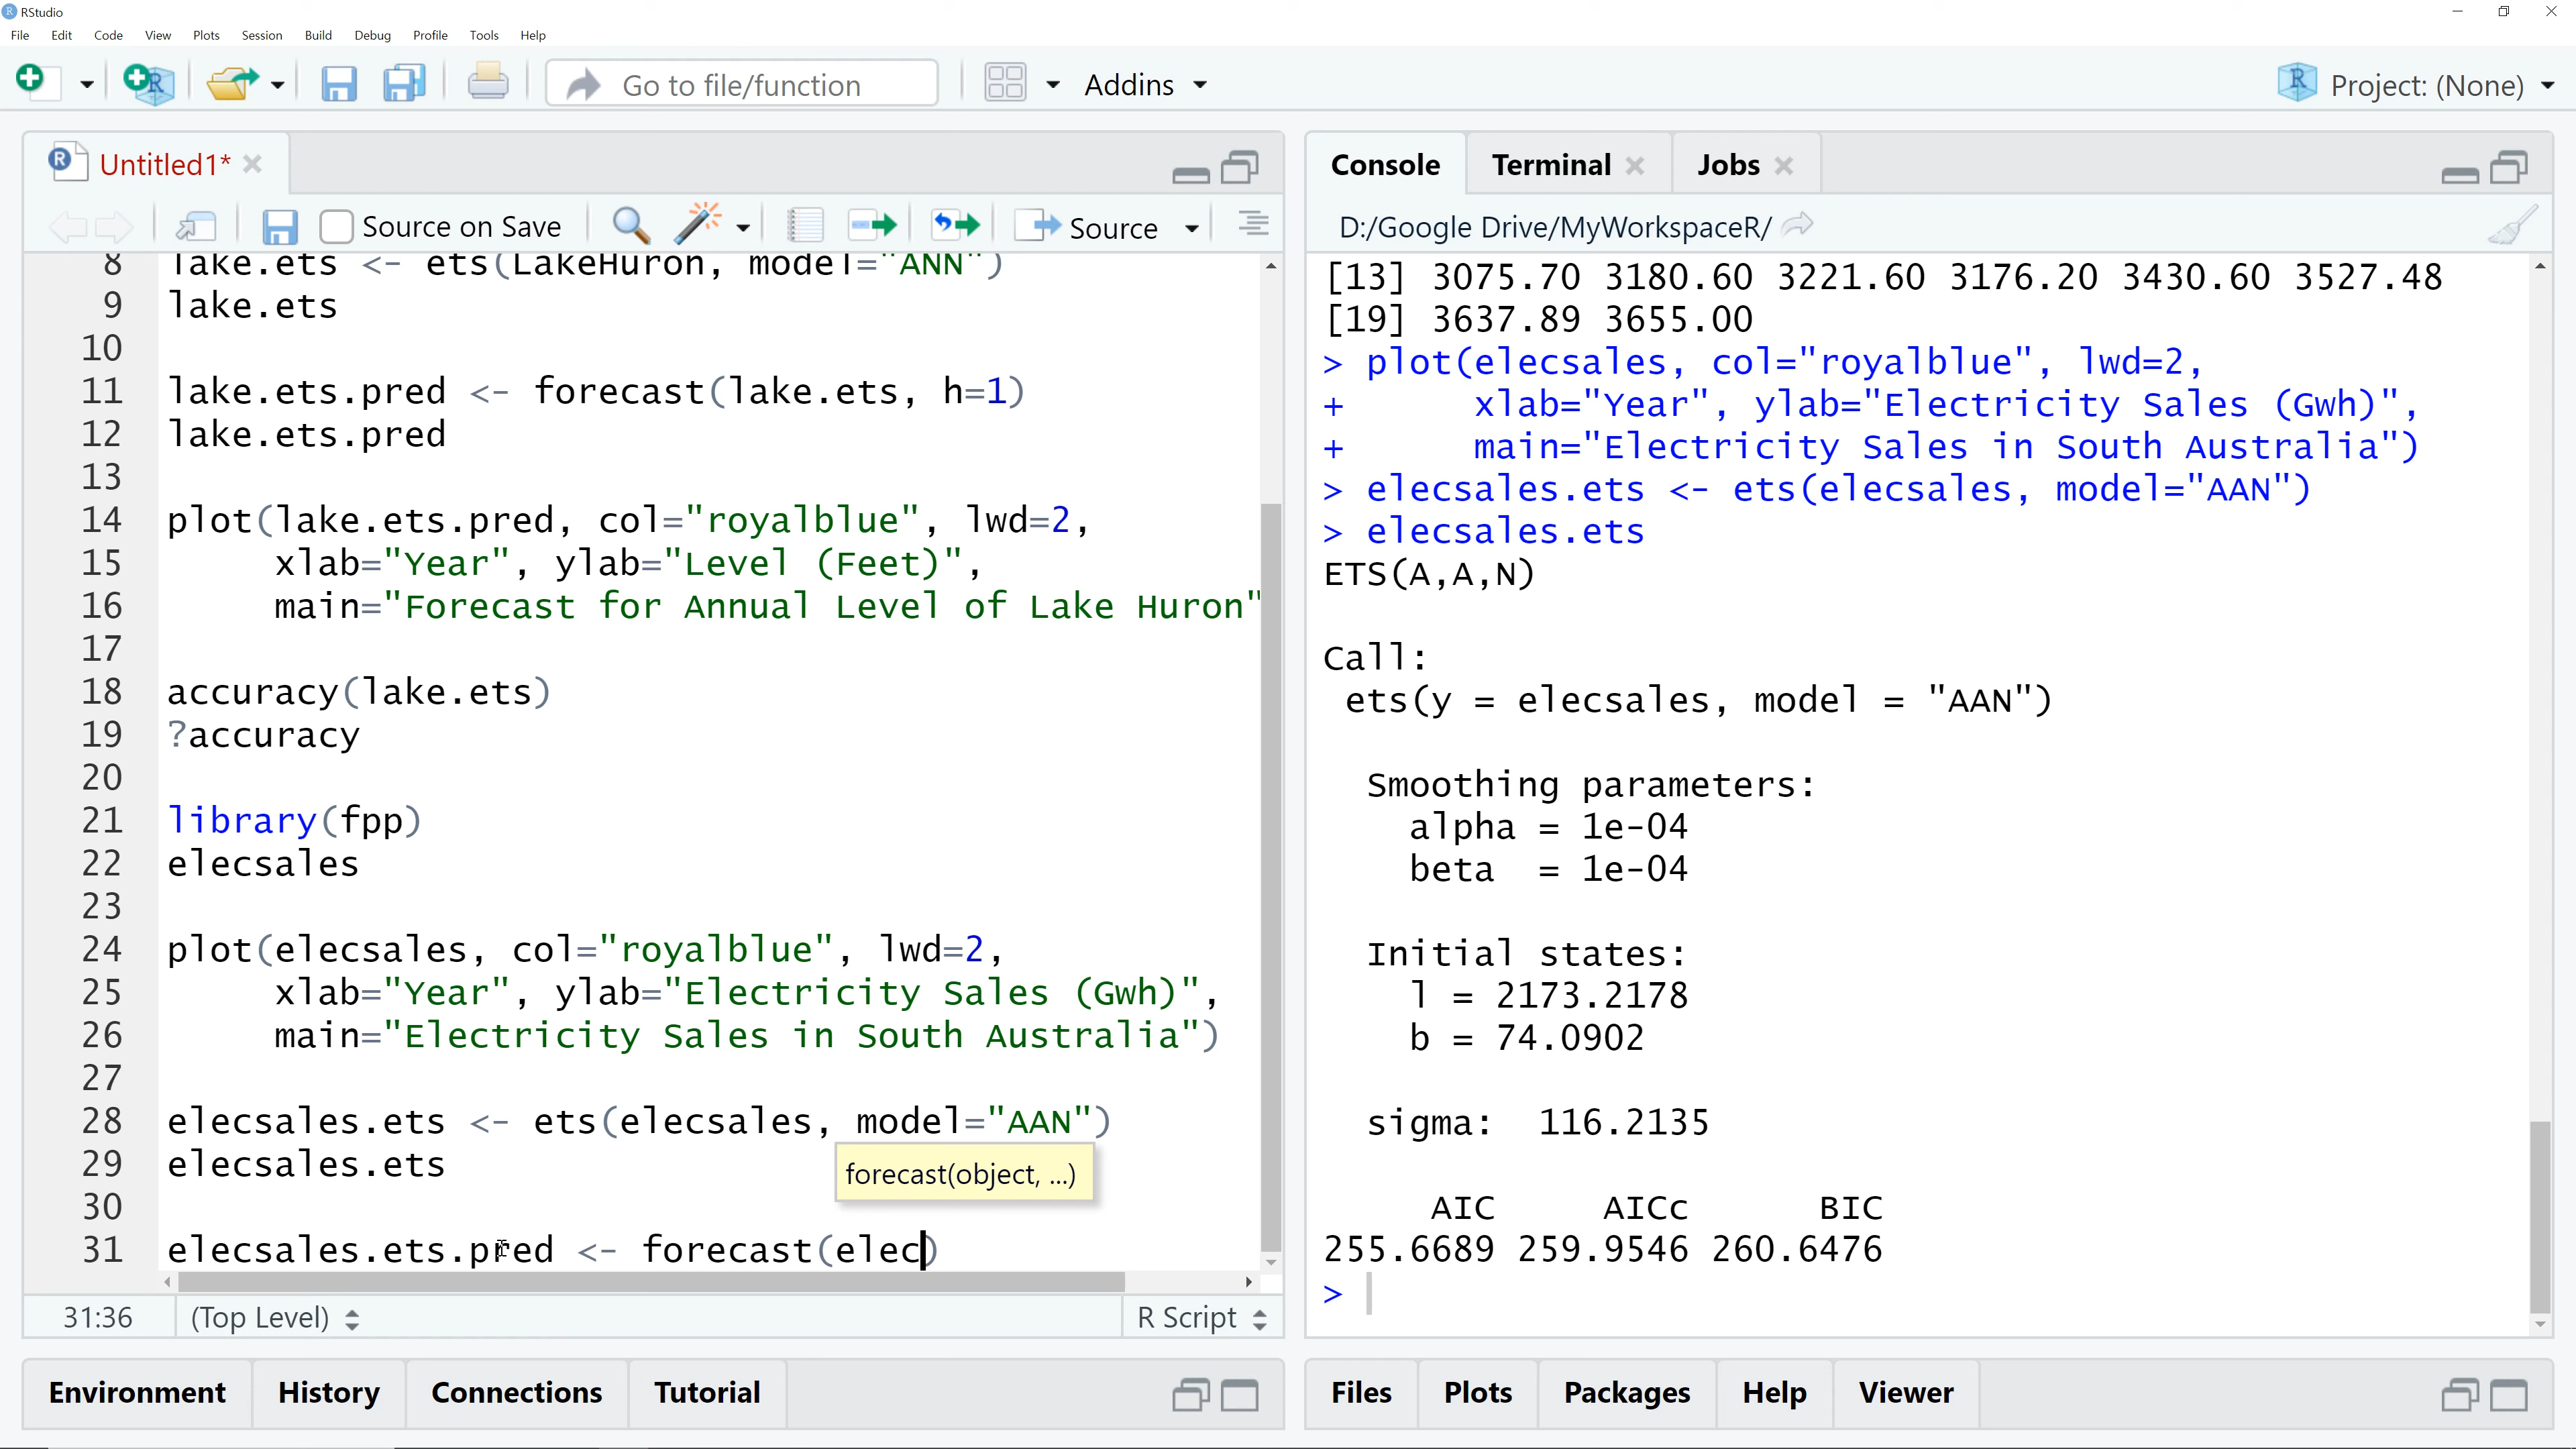 RStudio
File Edit Code View Plots Session Build Debug Profile Tools Help
Go to file/function
Addins
Project: (None)
Untitled1*
Source on Save
Source
8 lake.ets <- ets(LakeHuron, model="ANN")
9 lake.ets
10
11 lake.ets.pred <- forecast(lake.ets, h=1)
12 lake.ets.pred
13
14 plot(lake.ets.pred, col="royalblue", lwd=2,
15 xlab="Year", ylab="Level (Feet)",
16 main="Forecast for Annual Level of Lake Huron"
17
18 accuracy(lake.ets)
19 ?accuracy
20
21 library(fpp)
22 elecsales
23
24 plot(elecsales, col="royalblue", lwd=2,
25 xlab="Year", ylab="Electricity Sales (Gwh)",
26 main="Electricity Sales in South Australia")
27
28 elecsales.ets <- ets(elecsales, model="AAN")
29 elecsales.ets
forecast(object, ...)
30
31 elecsales.ets.pred <- forecast(elec)
31:36 (Top Level) R Script
Environment History Connections Tutorial
Console Terminal Jobs
D:/Google Drive/MyWorkspaceR/
[13] 3075.70 3180.60 3221.60 3176.20 3430.60 3527.48
[19] 3637.89 3655.00
> plot(elecsales, col="royalblue", lwd=2,
+ xlab="Year", ylab="Electricity Sales (Gwh)",
+ main="Electricity Sales in South Australia")
> elecsales.ets <- ets(elecsales, model="AAN")
> elecsales.ets
ETS(A,A,N)
Call:
ets(y = elecsales, model = "AAN")
Smoothing parameters:
alpha = 1e-04
beta = 1e-04
Initial states:
l = 2173.2178
b = 74.0902
sigma: 116.2135
AIC AICc BIC
255.6689 259.9546 260.6476
>
Files Plots Packages Help Viewer